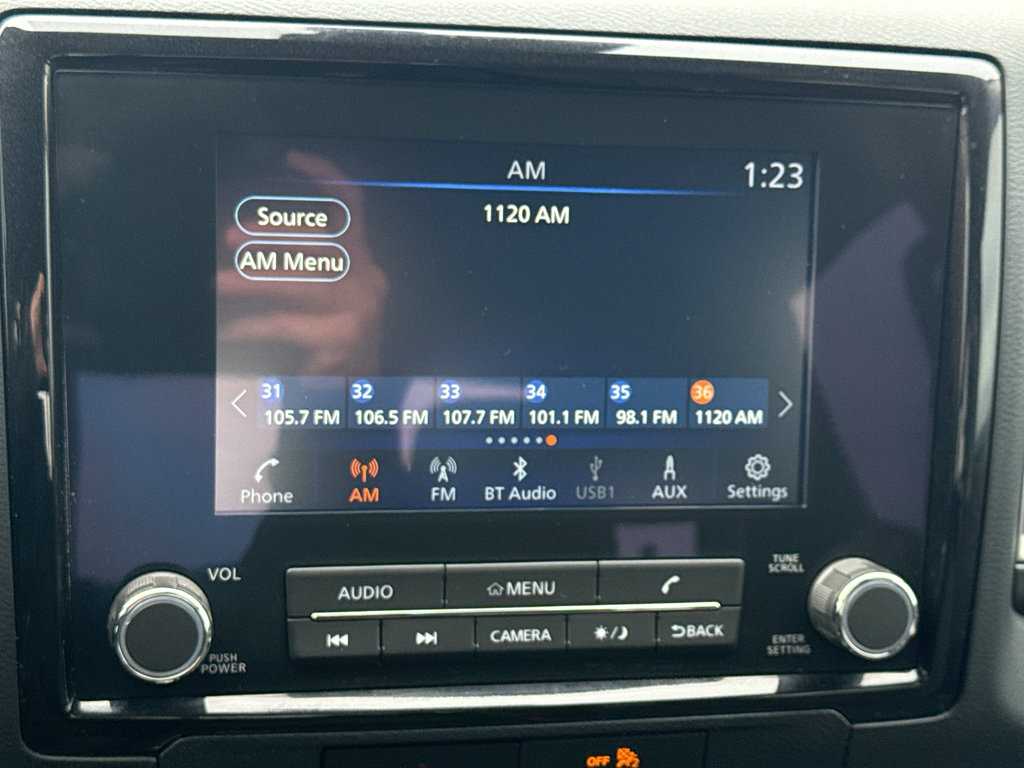 AM
1:23
1120 AM
Source
AM Menu
31 32 33 34 35 36
105.7 FM 106.5 FM 107.7 FM 101.1 FM 98.1 FM 1120 AM
Phone AM FM BT Audio USB1 AUX Settings
VOL
PUSH
POWER
AUDIO MENU
CAMERA BACK
TUNE
SCROLL
ENTER
SETTING
OFF